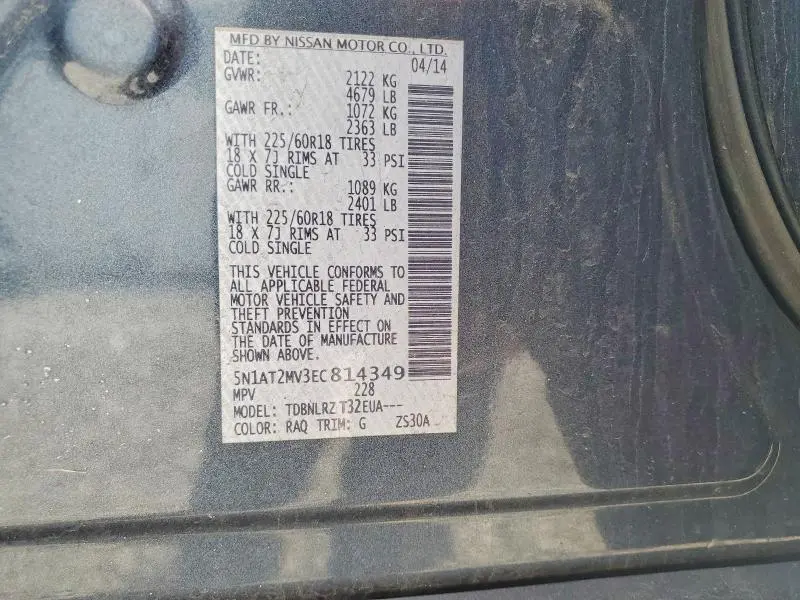 MFD BY NISSAN MOTOR CO., LTD.
DATE: 04/14
GVWR: 2122 KG
4679 LB
GAWR FR.: 1072 KG
2363 LB
WITH 225/60R18 TIRES
18 X 7J RIMS AT 33 PSI
COLD SINGLE
GAWR RR.: 1089 KG
2401 LB
WITH 225/60R18 TIRES
18 X 7J RIMS AT 33 PSI
COLD SINGLE
THIS VEHICLE CONFORMS TO
ALL APPLICABLE FEDERAL
MOTOR VEHICLE SAFETY AND
THEFT PREVENTION
STANDARDS IN EFFECT ON
THE DATE OF MANUFACTURE
SHOWN ABOVE.
5N1AT2MV3EC814349
MPV 228
MODEL: TDBNLRZ T32EUA---
COLOR: RAQ TRIM: G ZS30A